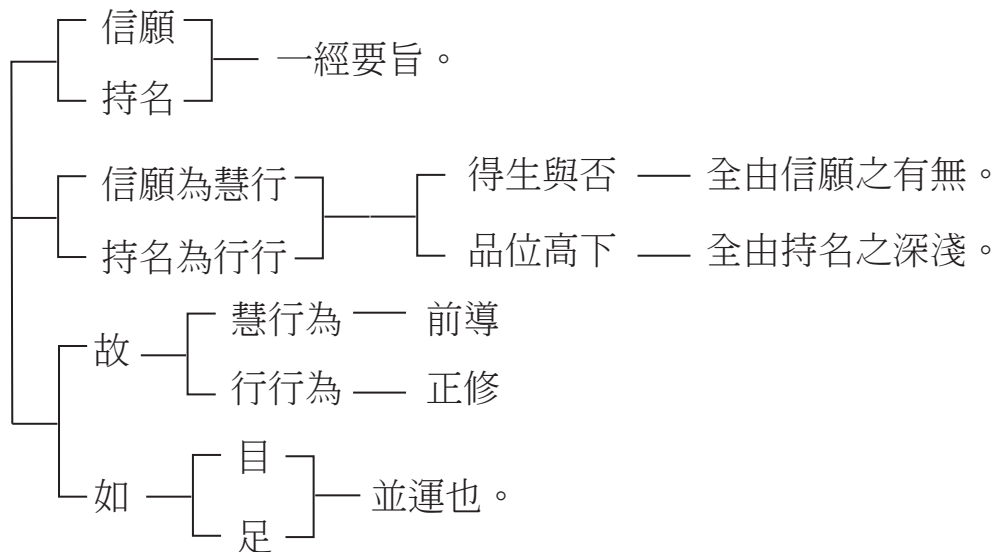 信願
持名
一經要旨。
信願為慧行
持名為行行
得生與否 全由信願之有無。
品位高下 全由持名之深淺。
故
慧行為 前導
行行為 正修
如
目
足
並運也。